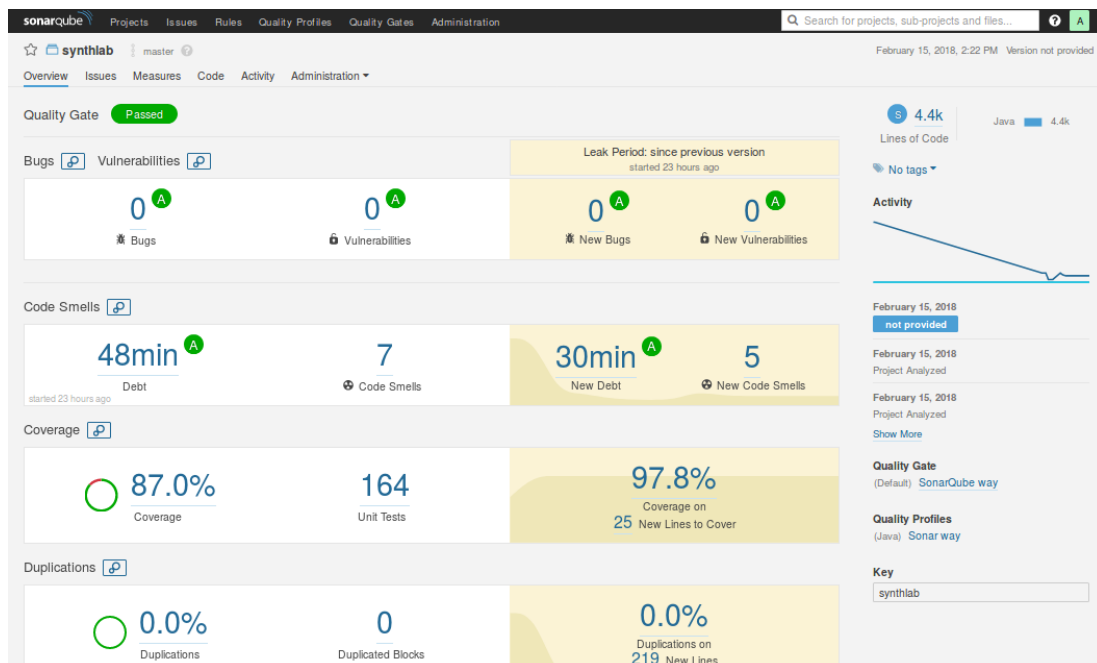 sonarqube Projects Issues Rules Quality Profiles Quality Gates Administration Search for projects, sub-projects and files... ? A
synthlab master ? February 15, 2018, 2:22 PM Version not provided
Overview Issues Measures Code Activity Administration
Quality Gate Passed
Bugs Vulnerabilities
Leak Period: since previous version
started 23 hours ago
0 A
Bugs
0 A
Vulnerabilities
0 A
New Bugs
0 A
New Vulnerabilities
Code Smells
48min A
Debt
started 23 hours ago
7
Code Smells
30min A
New Debt
5
New Code Smells
Coverage
87.0%
Coverage
164
Unit Tests
97.8%
Coverage on
25 New Lines to Cover
Duplications
0.0%
Duplications
0
Duplicated Blocks
0.0%
Duplications on
219 New Lines
S 4.4k
Lines of Code
Java 4.4k
No tags
Activity
February 15, 2018
not provided
February 15, 2018
Project Analyzed
February 15, 2018
Project Analyzed
Show More
Quality Gate
(Default) SonarQube way
Quality Profiles
(Java) Sonar way
Key
synthlab